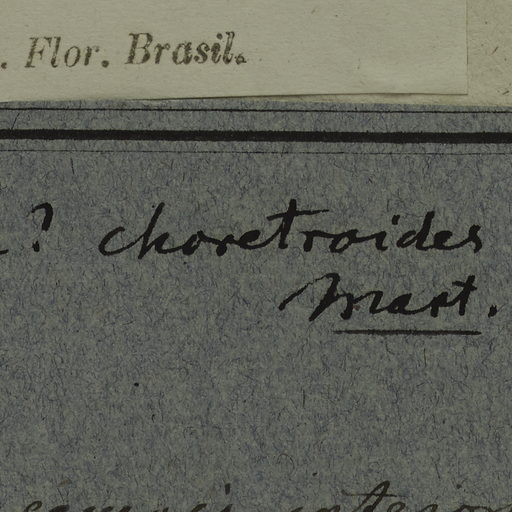 . Flor. Brasil.
? choretroides
Mart.